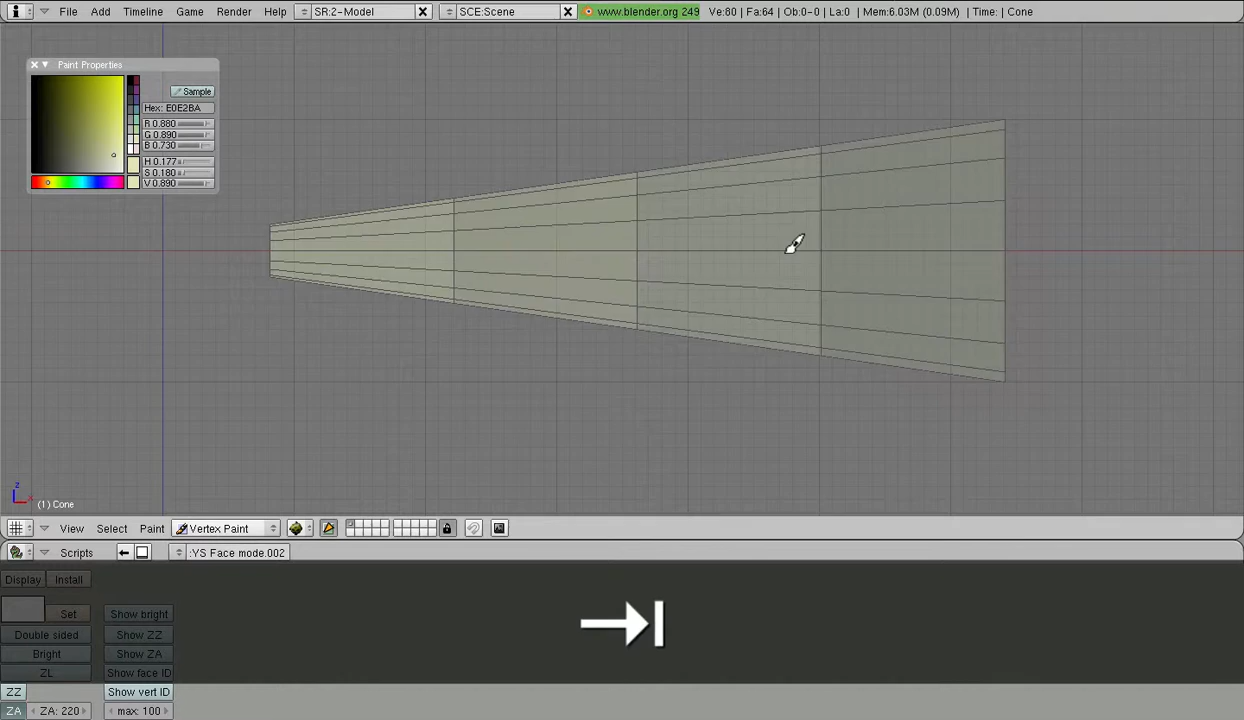 File Add Timeline Game Render Help SR:2-Model SCE:Scene www.blender.org 249 Ve:80 | Fa:64 | Ob:0-0 | La:0 | Mem:6.03M (0.09M) | Time: | Cone
Paint Properties
Sample
Hex: E0E2BA
R 0.880
G 0.890
B 0.730
H 0.177
S 0.180
V 0.890
z
x
(1) Cone
View Select Paint Vertex Paint
Scripts :YS Face mode.002
Display Install
Set Show bright
Double sided Show ZZ
Bright Show ZA
ZL Show face ID
ZZ Show vert ID
ZA ZA: 220 max: 100